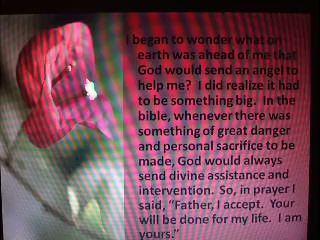 I began to wonder what on
earth was ahead of me that
God would send an angel to
help me?  I did realize it had
to be something big.  In the
bible, whenever there was
something of great danger
and personal sacrifice to be
made, God would always
send divine assistance and
intervention.  So, in prayer I
said, “Father, I accept.  Your
will be done for my life.  I am
yours.”